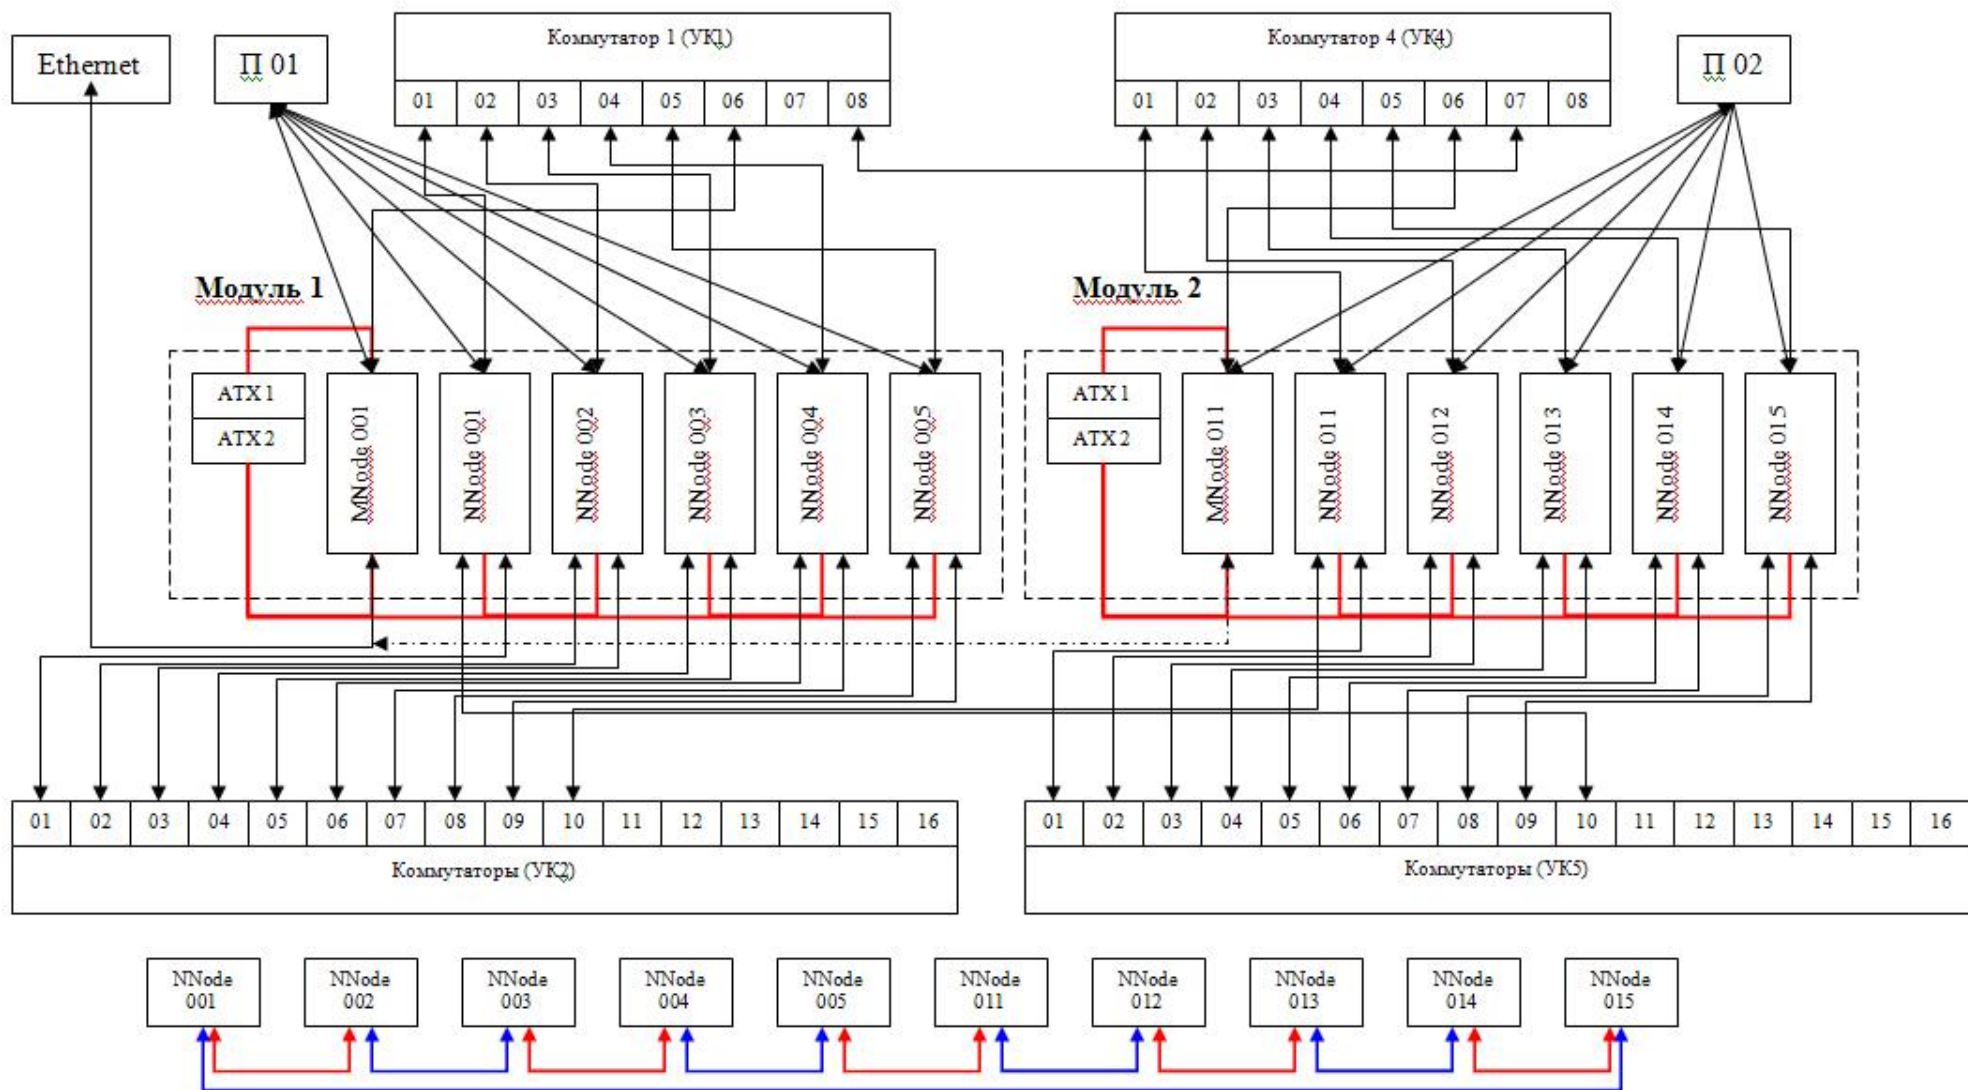 Ethernet
П 01
Коммутатор 1 (УК1)
01 02 03 04 05 06 07 08
Коммутатор 4 (УК4)
01 02 03 04 05 06 07 08
П 02
Модуль 1
ATX 1
ATX 2
MNode 001
NNode 001
NNode 002
NNode 003
NNode 004
NNode 005
Модуль 2
ATX 1
ATX 2
MNode 011
NNode 011
NNode 012
NNode 013
NNode 014
NNode 015
01 02 03 04 05 06 07 08 09 10 11 12 13 14 15 16
Коммутаторы (УК2)
01 02 03 04 05 06 07 08 09 10 11 12 13 14 15 16
Коммутаторы (УК5)
NNode
001
NNode
002
NNode
003
NNode
004
NNode
005
NNode
011
NNode
012
NNode
013
NNode
014
NNode
015